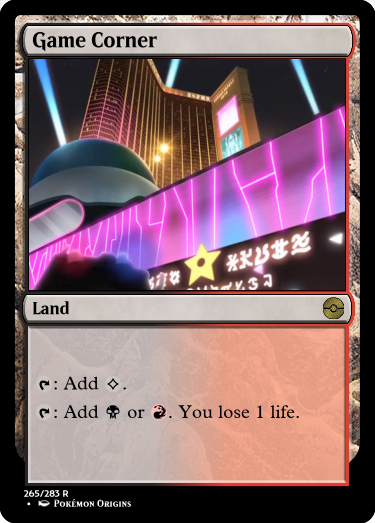 Game Corner
Land
: Add .
: Add  or . You lose 1 life.
265/283 R
• Pokémon Origins